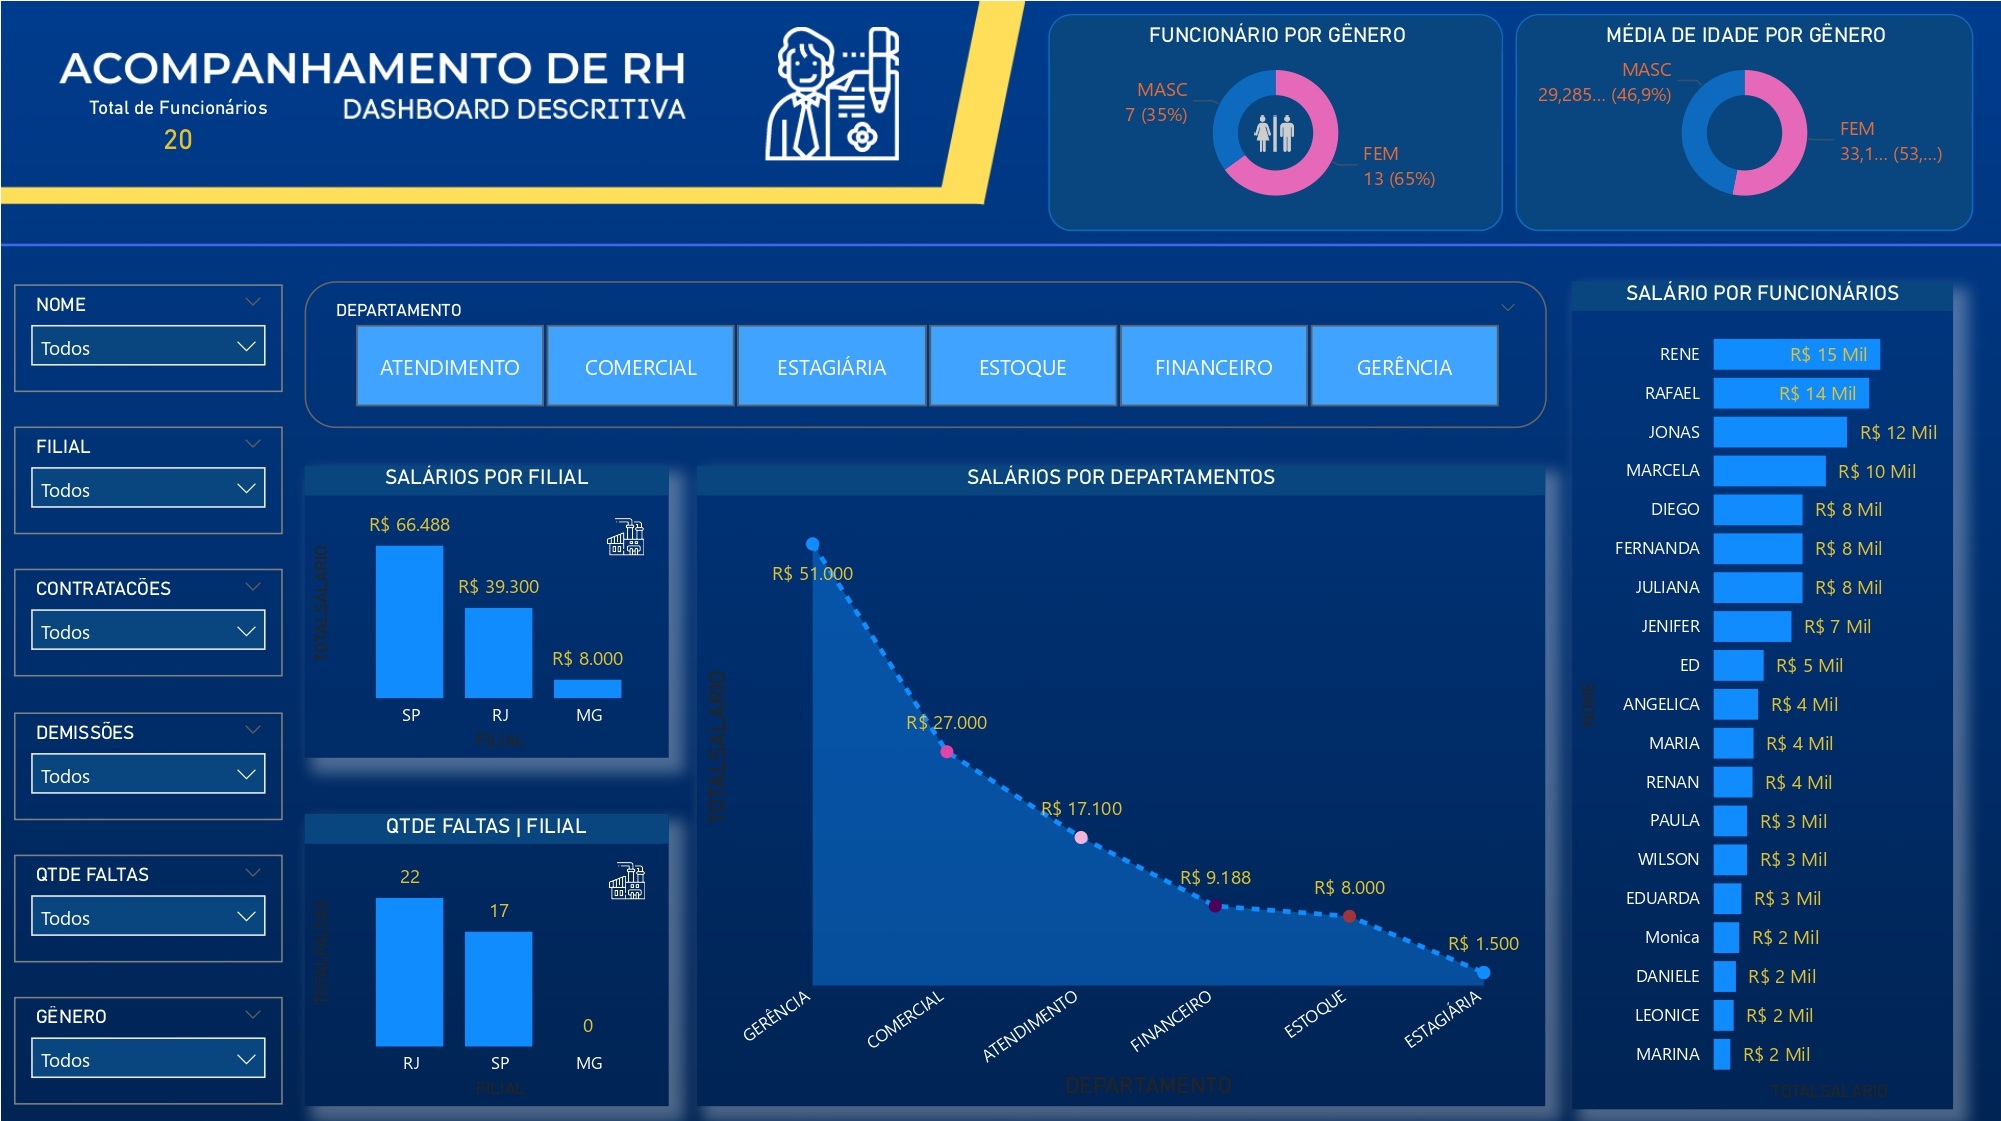 ACOMPANHAMENTO DE RH
Total de Funcionários
DASHBOARD DESCRITIVA
20
FUNCIONÁRIO POR GÊNERO
MASC
7 (35%)
FEM
13 (65%)
MÉDIA DE IDADE POR GÊNERO
MASC
29,285... (46,9%)
FEM
33,1... (53,...)
NOME
Todos
FILIAL
Todos
CONTRATACÕES
Todos
DEMISSÕES
Todos
QTDE FALTAS
Todos
GÊNERO
Todos
DEPARTAMENTO
ATENDIMENTO
COMERCIAL
ESTAGIÁRIA
ESTOQUE
FINANCEIRO
GERÊNCIA
SALÁRIOS POR FILIAL
TOTALSALARIO
R$ 66.488
R$ 39.300
R$ 8.000
SP
RJ
MG
FILIAL
QTDE FALTAS | FILIAL
TOTALFALTAS
22
17
0
RJ
SP
MG
FILIAL
SALÁRIOS POR DEPARTAMENTOS
TOTALSALARIO
R$ 51.000
R$ 27.000
R$ 17.100
R$ 9.188
R$ 8.000
R$ 1.500
GERÊNCIA
COMERCIAL
ATENDIMENTO
FINANCEIRO
ESTOQUE
ESTAGIÁRIA
DEPARTAMENTO
SALÁRIO POR FUNCIONÁRIOS
NOME
RENE R$ 15 Mil
RAFAEL R$ 14 Mil
JONAS R$ 12 Mil
MARCELA R$ 10 Mil
DIEGO R$ 8 Mil
FERNANDA R$ 8 Mil
JULIANA R$ 8 Mil
JENIFER R$ 7 Mil
ED R$ 5 Mil
ANGELICA R$ 4 Mil
MARIA R$ 4 Mil
RENAN R$ 4 Mil
PAULA R$ 3 Mil
WILSON R$ 3 Mil
EDUARDA R$ 3 Mil
Monica R$ 2 Mil
DANIELE R$ 2 Mil
LEONICE R$ 2 Mil
MARINA R$ 2 Mil
TOTALSALARIO